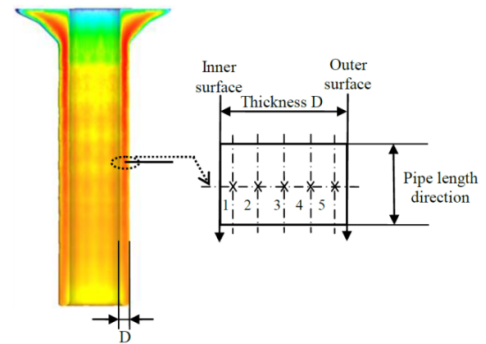 Inner
surface
Outer
surface
Thickness D
Pipe length
direction
1 2 3 4 5
D